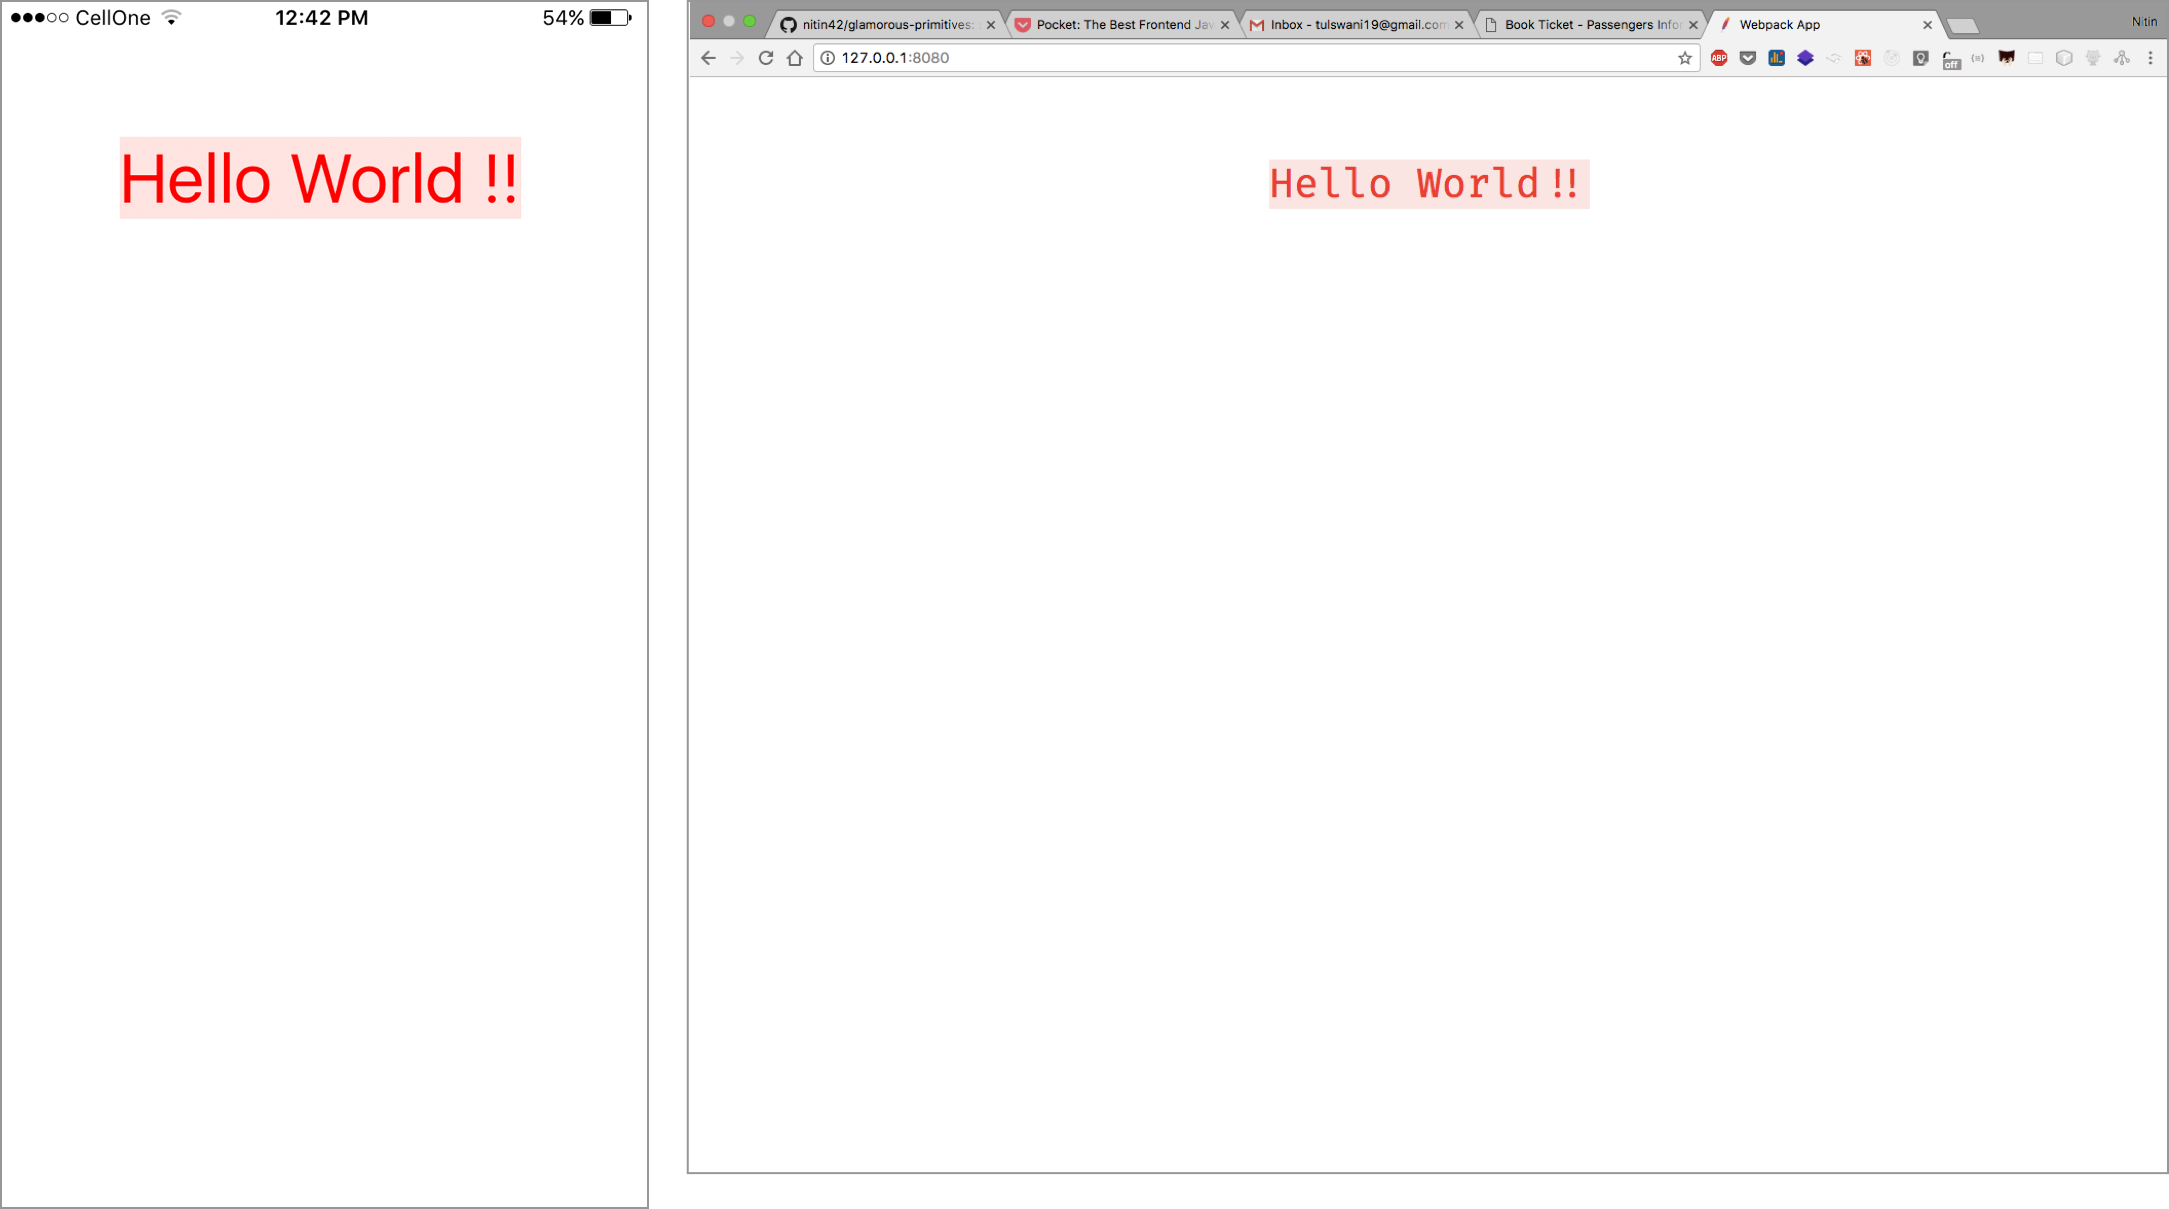 CellOne 12:42 PM 54%
Hello World !!
nitin42/glamorous-primitives: Pocket: The Best Frontend Jav Inbox - tulswani19@gmail.com Book Ticket - Passengers Infor Webpack App Nitin
127.0.0.1:8080 ABP off
Hello World !!